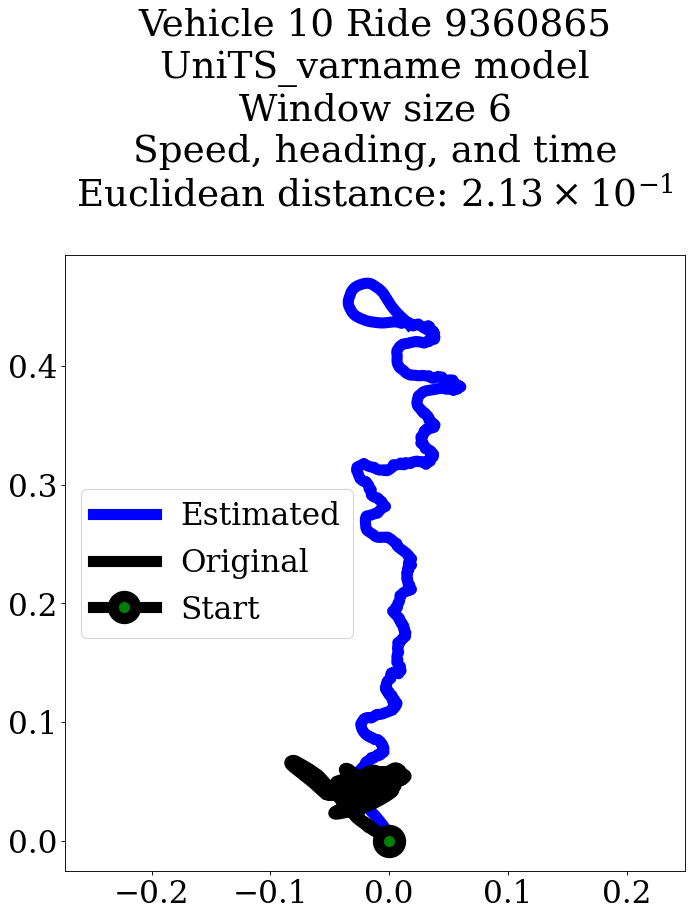 Vehicle 10 Ride 9360865
UniTS_varname model
Window size 6
Speed, heading, and time
Euclidean distance: 2.13 × 10⁻¹
0.4
0.3
0.2
0.1
0.0
Estimated
Original
Start
−0.2 −0.1 0.0 0.1 0.2